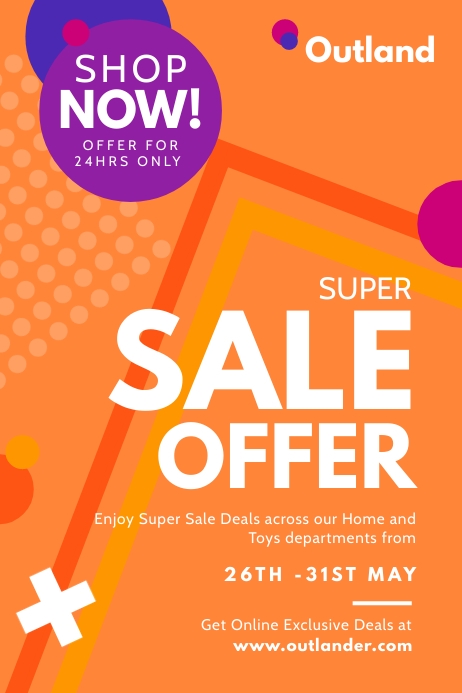 SHOP
NOW!
OFFER FOR
24HRS ONLY
Outland
SUPER
SALE
OFFER
Enjoy Super Sale Deals across our Home and
Toys departments from
26TH -31ST MAY
Get Online Exclusive Deals at
www.outlander.com